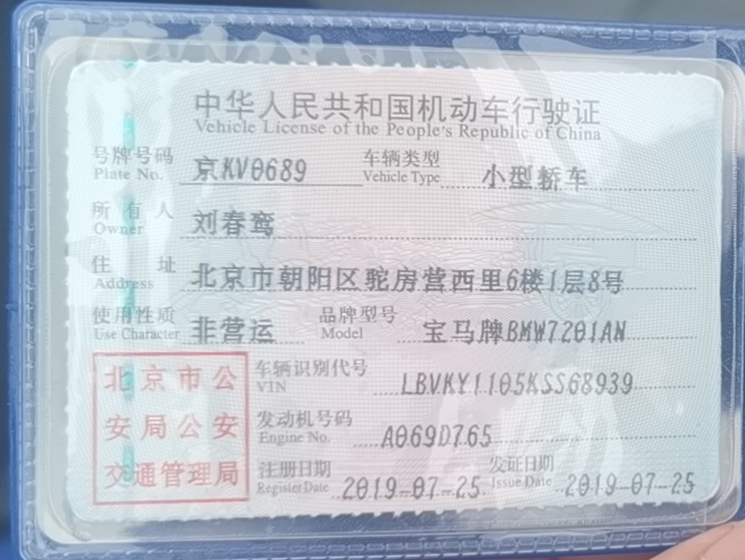 中华人民共和国机动车行驶证
Vehicle License of the People's Republic of China
号牌号码 京KV0689 车辆类型 小型轿车
Plate No. Vehicle Type
所有人 刘春鸾
Owner
住址 北京市朝阳区驼房营西里6楼1层8号
Address
使用性质 非营运 品牌型号 宝马牌BMW7201AN
Use Character Model
北京市公
安局公安
交通管理局
车辆识别代号 LBVKY1105KSS68939
VIN
发动机号码 A069D765
Engine No.
注册日期 2019-07-25 发证日期 2019-07-25
Register Date Issue Date